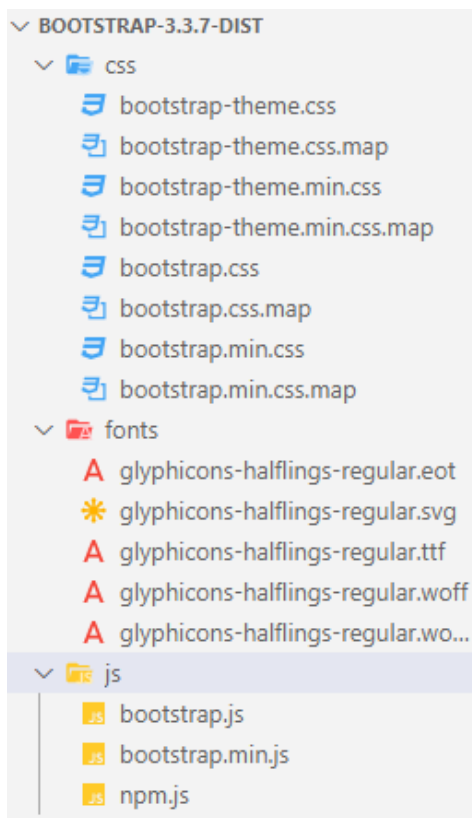 BOOTSTRAP-3.3.7-DIST
css
bootstrap-theme.css
bootstrap-theme.css.map
bootstrap-theme.min.css
bootstrap-theme.min.css.map
bootstrap.css
bootstrap.css.map
bootstrap.min.css
bootstrap.min.css.map
fonts
glyphicons-halflings-regular.eot
glyphicons-halflings-regular.svg
glyphicons-halflings-regular.ttf
glyphicons-halflings-regular.woff
glyphicons-halflings-regular.wo...
js
JS bootstrap.js
JS bootstrap.min.js
JS npm.js